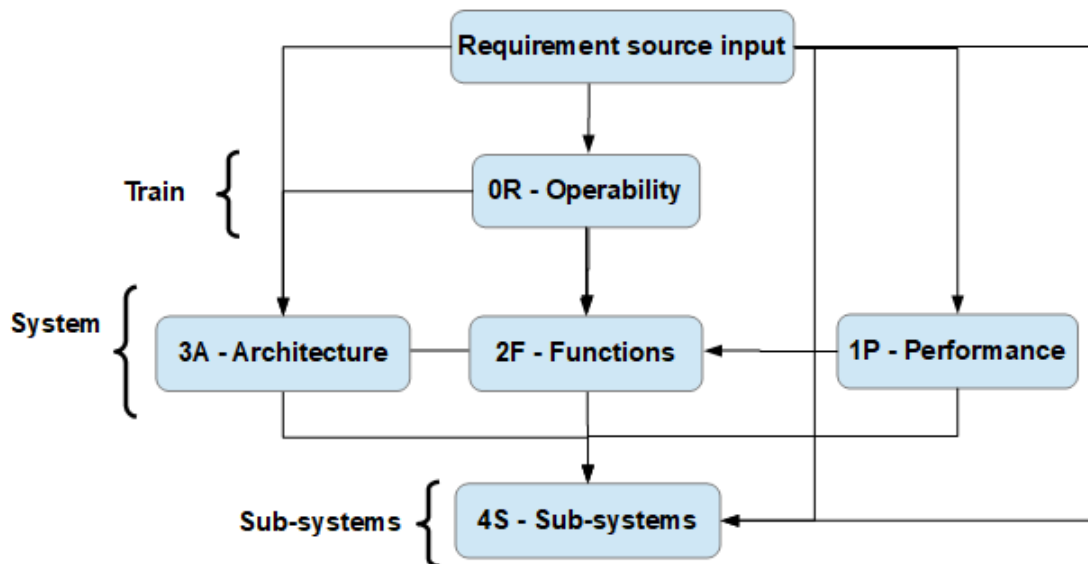 Requirement source input
Train
0R - Operability
System
3A - Architecture
2F - Functions
1P - Performance
Sub-systems
4S - Sub-systems